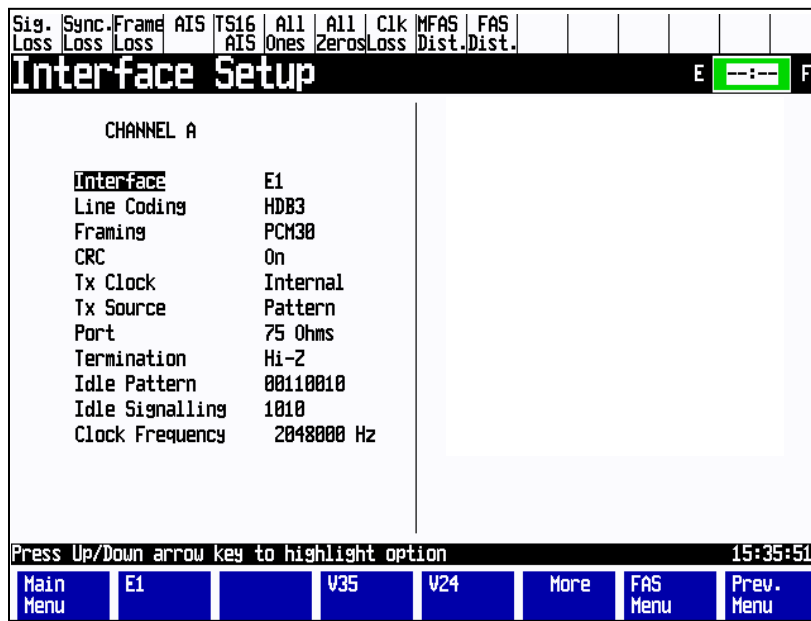 Sig. Sync. Frame AIS TS16 All All Clk MFAS FAS
Loss Loss Loss AIS Ones Zeros Loss Dist. Dist.
Interface Setup E --:-- F
CHANNEL A
Interface E1
Line Coding HDB3
Framing PCM30
CRC On
Tx Clock Internal
Tx Source Pattern
Port 75 Ohms
Termination Hi-Z
Idle Pattern 00110010
Idle Signalling 1010
Clock Frequency 2048000 Hz
Press Up/Down arrow key to highlight option 15:35:51
Main E1 V35 V24 More FAS Prev.
Menu Menu Menu